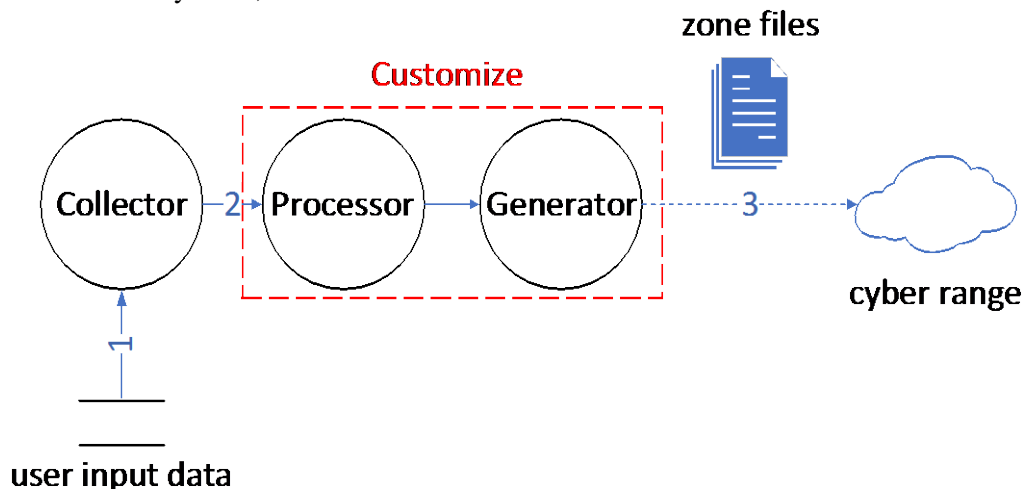 zone files
Customize
Collector
2
Processor
Generator
3
cyber range
1
user input data